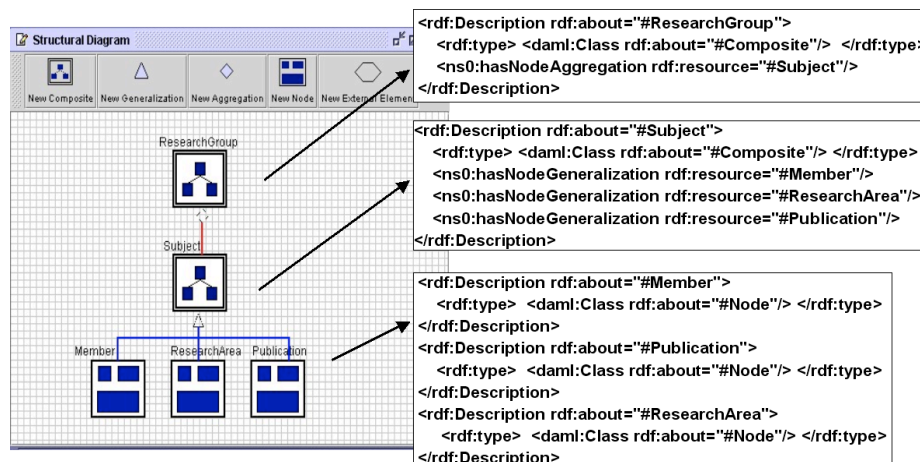 Structural Diagram
New Composite New Generalization New Aggregation New Node New External Elemen
ResearchGroup
Subject
Member ResearchArea Publication
<rdf:Description rdf:about="#ResearchGroup">
<rdf:type> <daml:Class rdf:about="#Composite"/> </rdf:type>
<ns0:hasNodeAggregation rdf:resource="#Subject"/>
</rdf:Description>
<rdf:Description rdf:about="#Subject">
<rdf:type> <daml:Class rdf:about="#Composite"/> </rdf:type>
<ns0:hasNodeGeneralization rdf:resource="#Member"/>
<ns0:hasNodeGeneralization rdf:resource="#ResearchArea"/>
<ns0:hasNodeGeneralization rdf:resource="#Publication"/>
</rdf:Description>
<rdf:Description rdf:about="#Member">
<rdf:type> <daml:Class rdf:about="#Node"/> </rdf:type>
</rdf:Description>
<rdf:Description rdf:about="#Publication">
<rdf:type> <daml:Class rdf:about="#Node"/> </rdf:type>
</rdf:Description>
<rdf:Description rdf:about="#ResearchArea">
<rdf:type> <daml:Class rdf:about="#Node"/> </rdf:type>
</rdf:Description>